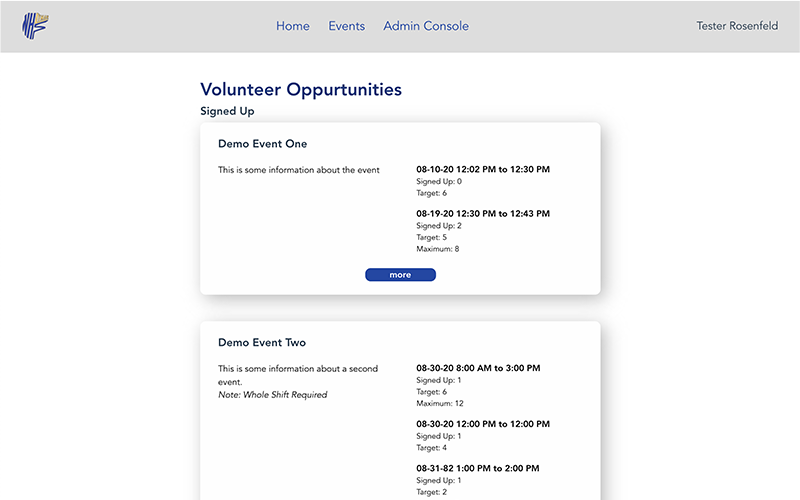 Home Events Admin Console Tester Rosenfeld
Volunteer Oppurtunities
Signed Up
Demo Event One
This is some information about the event
08-10-20 12:02 PM to 12:30 PM
Signed Up: 0
Target: 6
08-19-20 12:30 PM to 12:43 PM
Signed Up: 2
Target: 5
Maximum: 8
more
Demo Event Two
This is some information about a second
event.
Note: Whole Shift Required
08-30-20 8:00 AM to 3:00 PM
Signed Up: 1
Target: 6
Maximum: 12
08-30-20 12:00 PM to 12:00 PM
Signed Up: 1
Target: 4
08-31-82 1:00 PM to 2:00 PM
Signed Up: 1
Target: 2